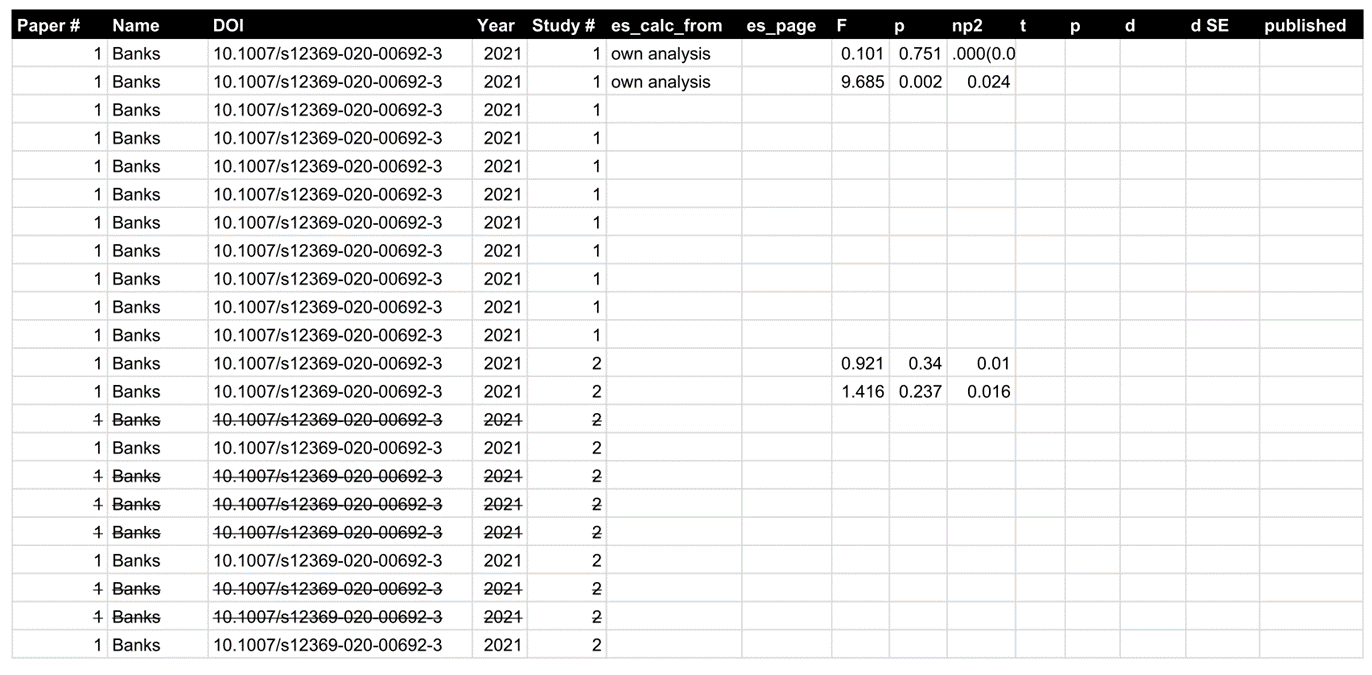 Paper # Name DOI Year Study # es_calc_from es_page F p np2 t p d d SE published
1 Banks 10.1007/s12369-020-00692-3 2021 1 own analysis 0.101 0.751 .000(0.0
1 Banks 10.1007/s12369-020-00692-3 2021 1 own analysis 9.685 0.002 0.024
1 Banks 10.1007/s12369-020-00692-3 2021 1
1 Banks 10.1007/s12369-020-00692-3 2021 1
1 Banks 10.1007/s12369-020-00692-3 2021 1
1 Banks 10.1007/s12369-020-00692-3 2021 1
1 Banks 10.1007/s12369-020-00692-3 2021 1
1 Banks 10.1007/s12369-020-00692-3 2021 1
1 Banks 10.1007/s12369-020-00692-3 2021 1
1 Banks 10.1007/s12369-020-00692-3 2021 1
1 Banks 10.1007/s12369-020-00692-3 2021 1
1 Banks 10.1007/s12369-020-00692-3 2021 2 0.921 0.34 0.01
1 Banks 10.1007/s12369-020-00692-3 2021 2 1.416 0.237 0.016
1 Banks 10.1007/s12369-020-00692-3 2021 2
1 Banks 10.1007/s12369-020-00692-3 2021 2
1 Banks 10.1007/s12369-020-00692-3 2021 2
1 Banks 10.1007/s12369-020-00692-3 2021 2
1 Banks 10.1007/s12369-020-00692-3 2021 2
1 Banks 10.1007/s12369-020-00692-3 2021 2
1 Banks 10.1007/s12369-020-00692-3 2021 2
1 Banks 10.1007/s12369-020-00692-3 2021 2
1 Banks 10.1007/s12369-020-00692-3 2021 2